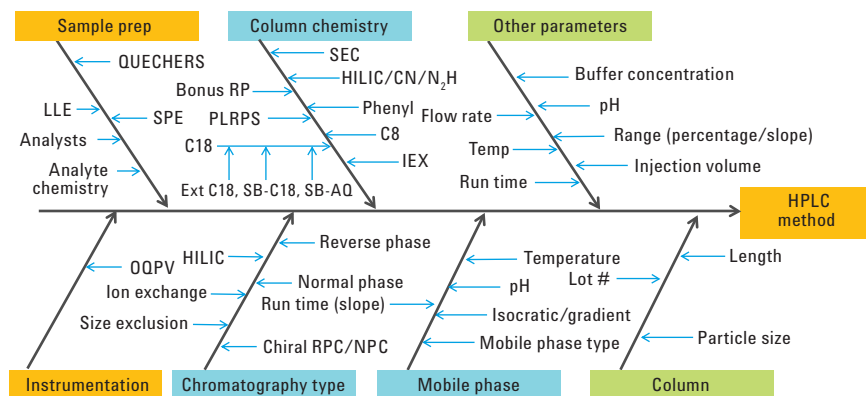 Sample prep
Column chemistry
Other parameters
QUECHERS
LLE
SPE
Analysts
Analyte
chemistry
SEC
HILIC/CN/N₂H
Bonus RP
Phenyl
PLRPS
C8
C18
IEX
Ext C18, SB-C18, SB-AQ
Buffer concentration
pH
Flow rate
Range (percentage/slope)
Temp
Injection volume
Run time
HPLC
method
OQPV
Reverse phase
HILIC
Normal phase
Ion exchange
Size exclusion
Chiral RPC/NPC
Temperature
pH
Run time (slope)
Isocratic/gradient
Mobile phase type
Length
Lot #
Particle size
Instrumentation
Chromatography type
Mobile phase
Column